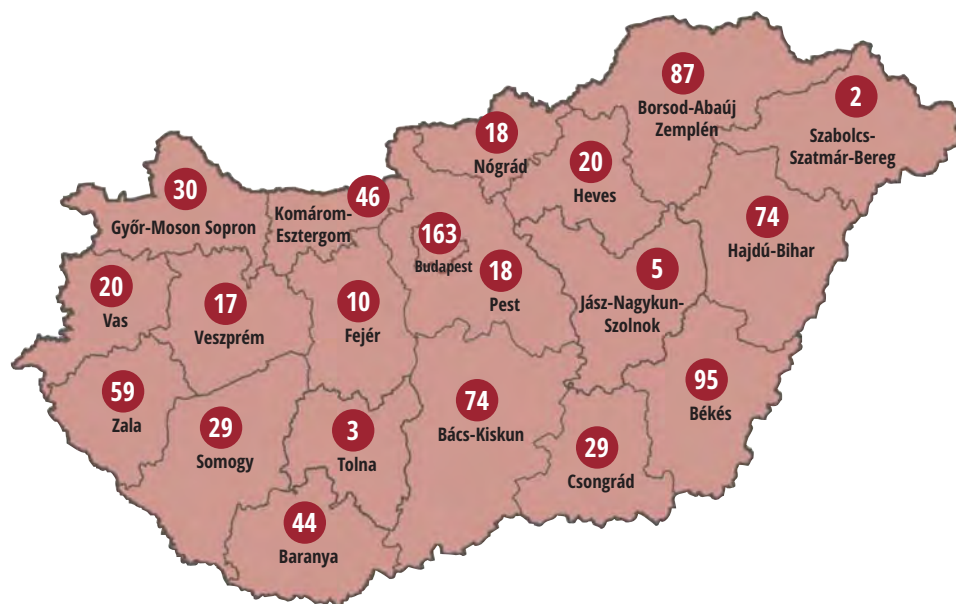 87
Borsod-Abaúj
Zemplén
2
Szabolcs-
Szatmár-Bereg
18
Nógrád
20
Heves
30
Győr-Moson Sopron
46
Komárom-
Esztergom
74
Hajdú-Bihar
163
Budapest
18
Pest
5
Jász-Nagykun-
Szolnok
20
Vas
17
Veszprém
10
Fejér
59
Zala
29
Somogy
3
Tolna
74
Bács-Kiskun
29
Csongrád
95
Békés
44
Baranya